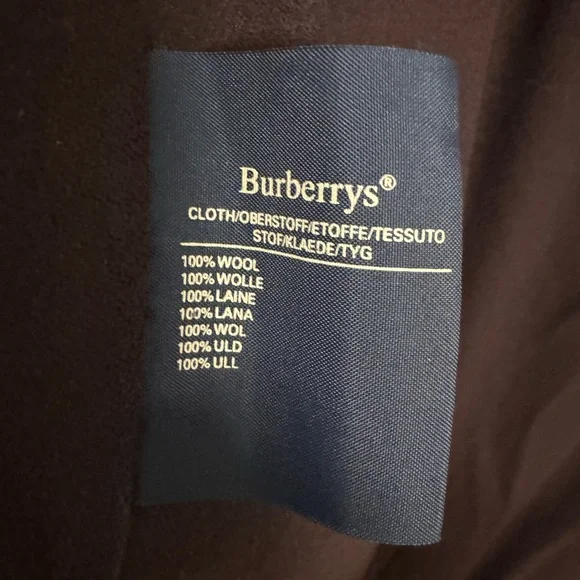 Burberrys®
CLOTH/OBERSTOFF/ETOFFE/TESSUTO
STOF/KLAEDE/TYG
100% WOOL
100% WOLLE
100% LAINE
100% LANA
100% WOL
100% ULD
100% ULL